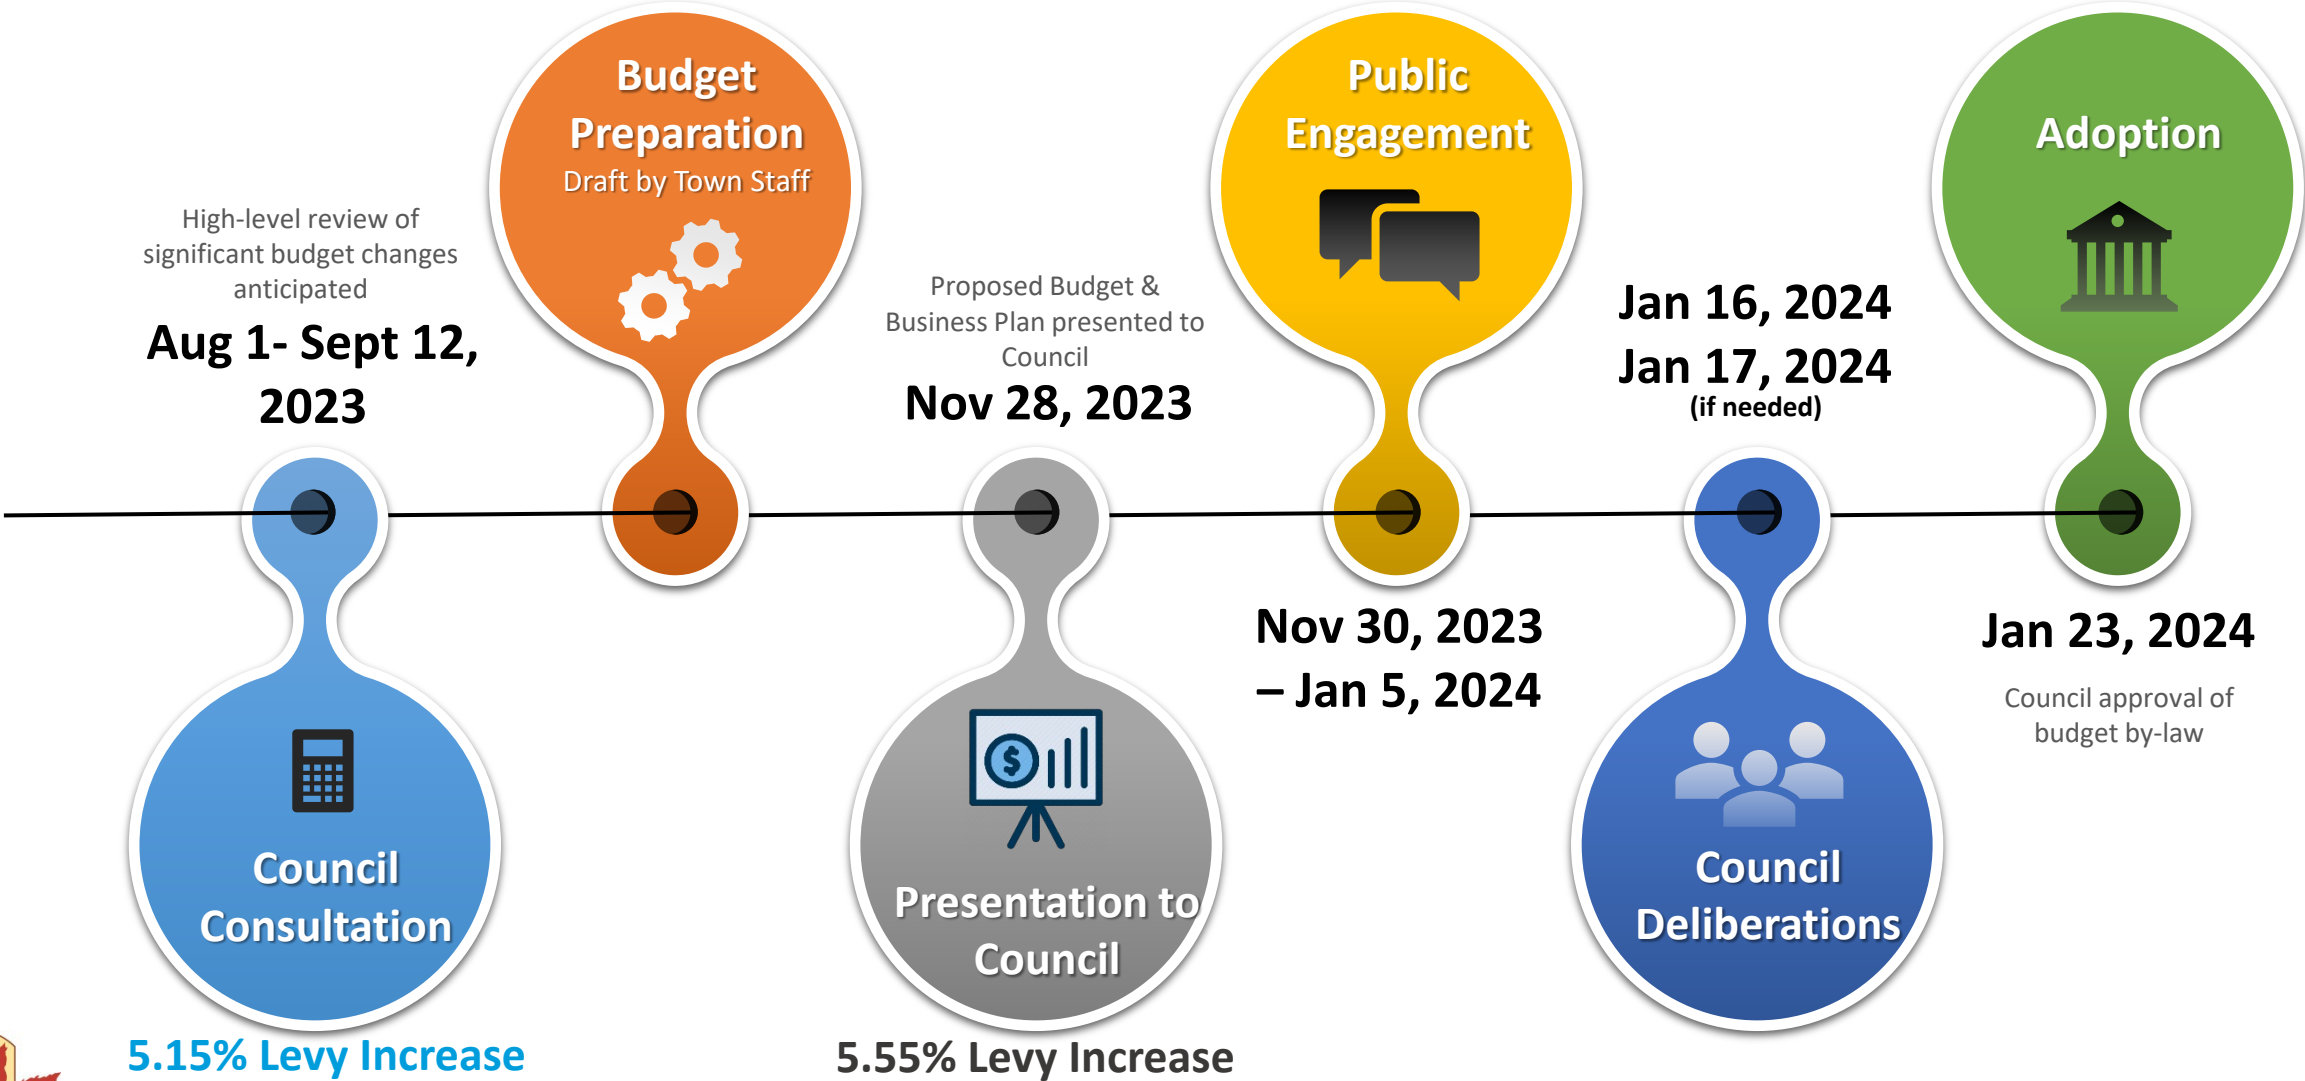 High-level review of
significant budget changes
anticipated
Aug 1- Sept 12,
2023
Council
Consultation
5.15% Levy Increase
Budget
Preparation
Draft by Town Staff
Proposed Budget &
Business Plan presented to
Council
Nov 28, 2023
$
Presentation to
Council
5.55% Levy Increase
Public
Engagement
Nov 30, 2023
– Jan 5, 2024
Jan 16, 2024
Jan 17, 2024
(if needed)
Council
Deliberations
Adoption
Jan 23, 2024
Council approval of
budget by-law